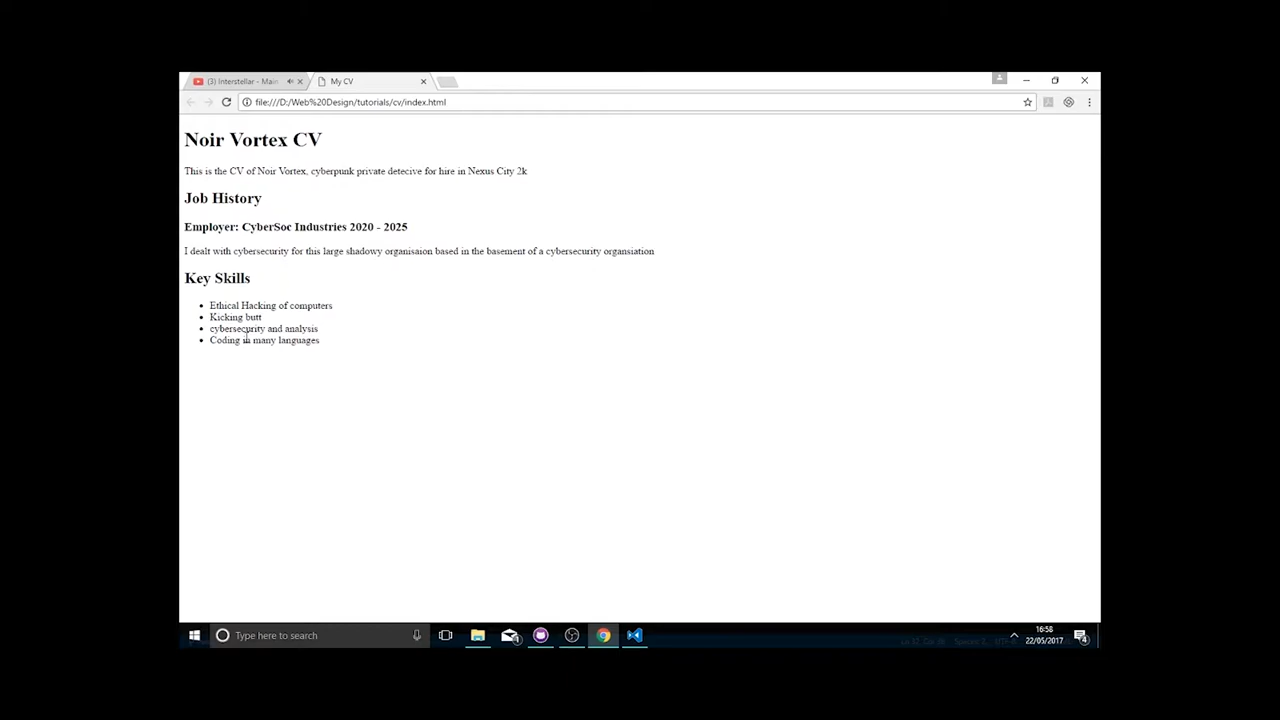 (3) Interstellar - Main
My CV
file:///D:/Web%20Design/tutorials/cv/index.html
Noir Vortex CV
This is the CV of Noir Vortex, cyberpunk private detecive for hire in Nexus City 2k
Job History
Employer: CyberSoc Industries 2020 - 2025
I dealt with cybersecurity for this large shadowy organisaion based in the basement of a cybersecurity organsiation
Key Skills
• Ethical Hacking of computers
• Kicking butt
• cybersecurity and analysis
• Coding in many languages
Type here to search
16:58
22/05/2017